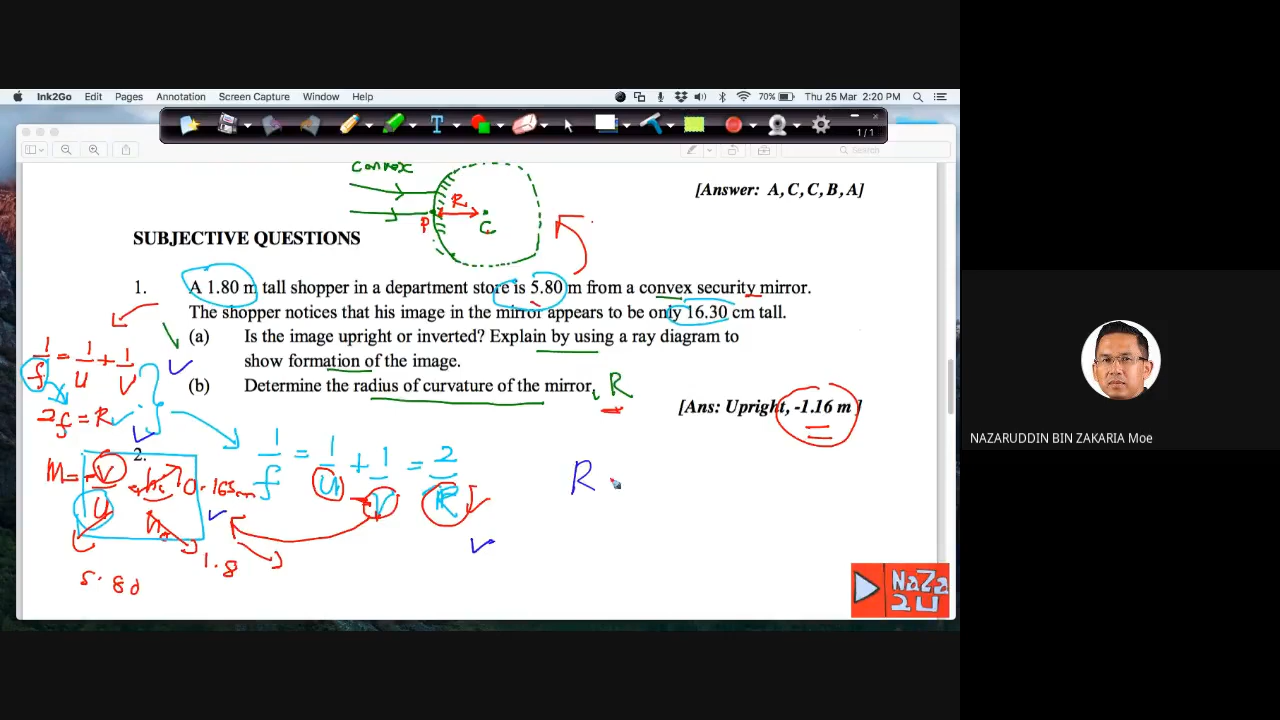 Ink2Go Edit Pages Annotation Screen Capture Window Help 70% Thu 25 Mar 2:20 PM
1 / 1
Search
Convex
[Answer: A, C, C, B, A]
R
P
C
SUBJECTIVE QUESTIONS
1. A 1.80 m tall shopper in a department store is 5.80 m from a convex security mirror.
The shopper notices that his image in the mirror appears to be only 16.30 cm tall.
(a) Is the image upright or inverted? Explain by using a ray diagram to
show formation of the image.
(b) Determine the radius of curvature of the mirror, R
[Ans: Upright, -1.16 m ]
1/f = 1/u + 1/v
2f = R
2.
M = -v/u = hi/ho
0.163m
1.8
5.80
1/f = 1/u + 1/v = 2/R
R
NaZa
2U
NAZARUDDIN BIN ZAKARIA Moe